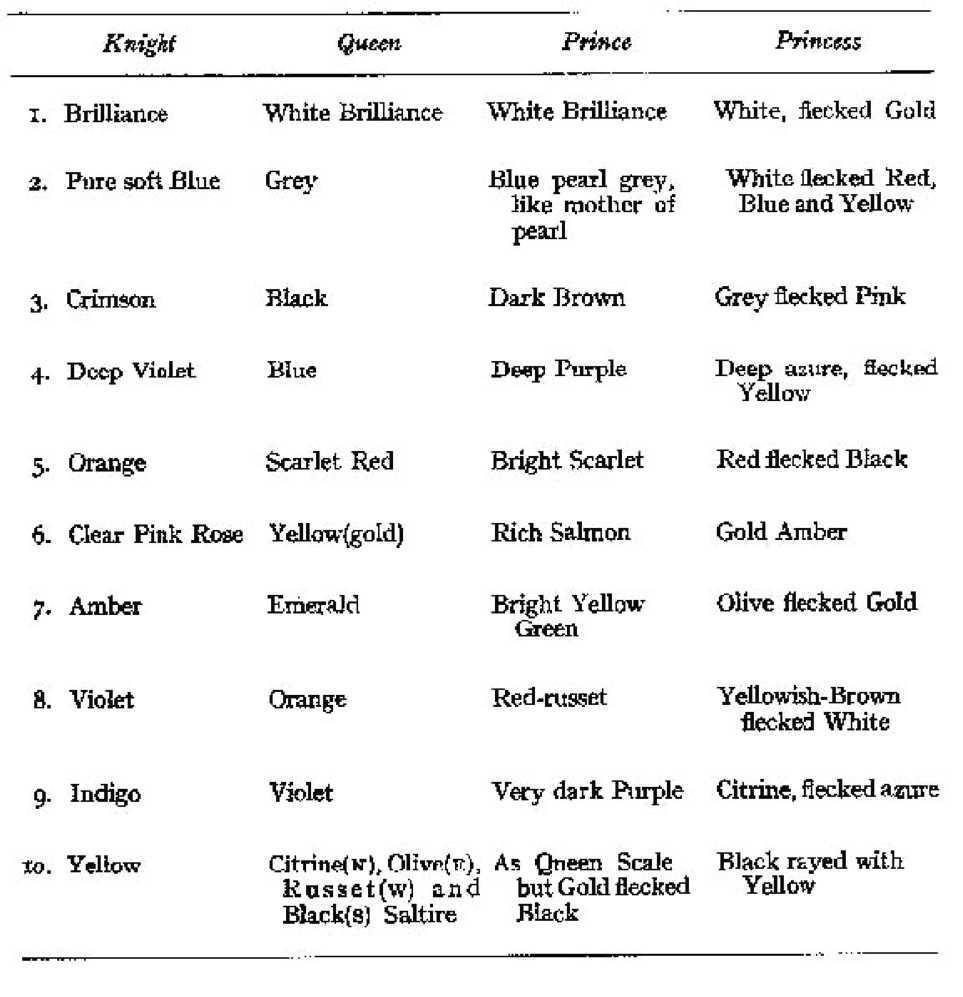 Knight Queen Prince Princess
1. Brilliance White Brilliance White Brilliance White, flecked Gold
2. Pure soft Blue Grey Blue pearl grey, White flecked Red,
like mother of Blue and Yellow
pearl
3. Crimson Black Dark Brown Grey flecked Pink
4. Deep Violet Blue Deep Purple Deep azure, flecked
Yellow
5. Orange Scarlet Red Bright Scarlet Red flecked Black
6. Clear Pink Rose Yellow(gold) Rich Salmon Gold Amber
7. Amber Emerald Bright Yellow Olive flecked Gold
Green
8. Violet Orange Red-russet Yellowish-Brown
flecked White
9. Indigo Violet Very dark Purple Citrine, flecked azure
10. Yellow Citrine(N), Olive(E), As Queen Scale Black rayed with
Russet(W) and but Gold flecked Yellow
Black(S) Saltire Black